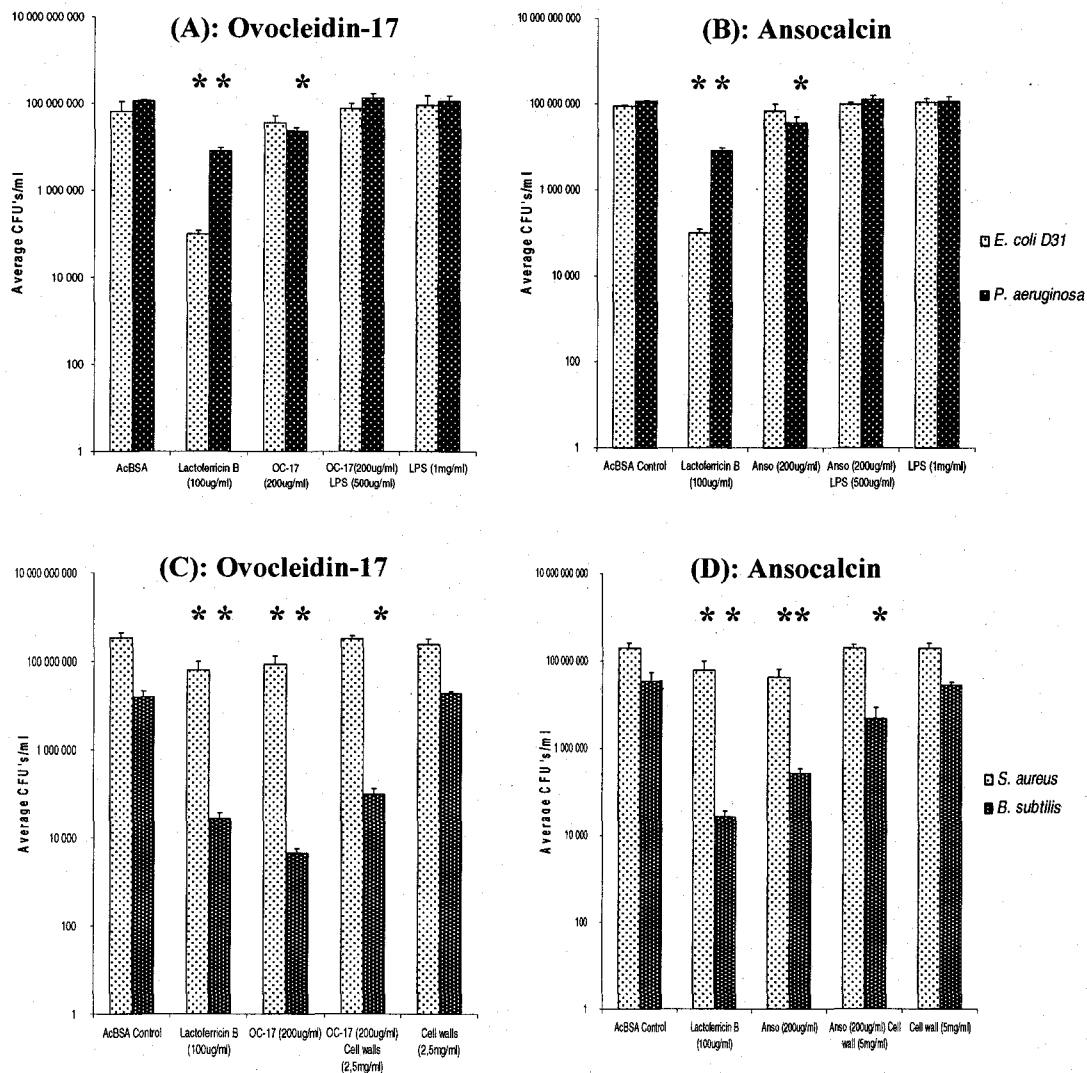 (A): Ovocleidin-17
10 000 000 000
100 000 000
1 000 000
10 000
100
1
Average CFU's/ml
* *
*
AcBSA
Lactoferricin B
(100ug/ml)
OC-17
(200ug/ml)
OC-17(200ug/ml)
LPS (500ug/ml)
LPS (1mg/ml)
(B): Ansocalcin
10 000 000 000
100 000 000
1 000 000
10 000
100
1
Average CFU's/ml
* *
*
AcBSA Control
Lactoferricin B
(100ug/ml)
Anso (200ug/ml)
Anso (200ug/ml)
LPS (500ug/ml)
LPS (1mg/ml)
E. coli D31
P. aeruginosa
(C): Ovocleidin-17
10 000 000 000
100 000 000
1 000 000
10 000
100
1
Average CFU's/ml
* *
* *
*
AcBSA Control
Lactoferricin B
(100ug/ml)
OC-17 (200ug/ml)
OC-17 (200ug/ml)
Cell walls
(2,5mg/ml)
Cell walls
(2,5mg/ml)
(D): Ansocalcin
10 000 000 000
100 000 000
1 000 000
10 000
100
1
Average CFU's/ml
* *
**
*
AcBSA Control
Lactoferricin B
(100ug/ml)
Anso (200ug/ml)
Anso (200ug/ml) Cell
wall (5mg/ml)
Cell wall (5mg/ml)
S. aureus
B. subtilis